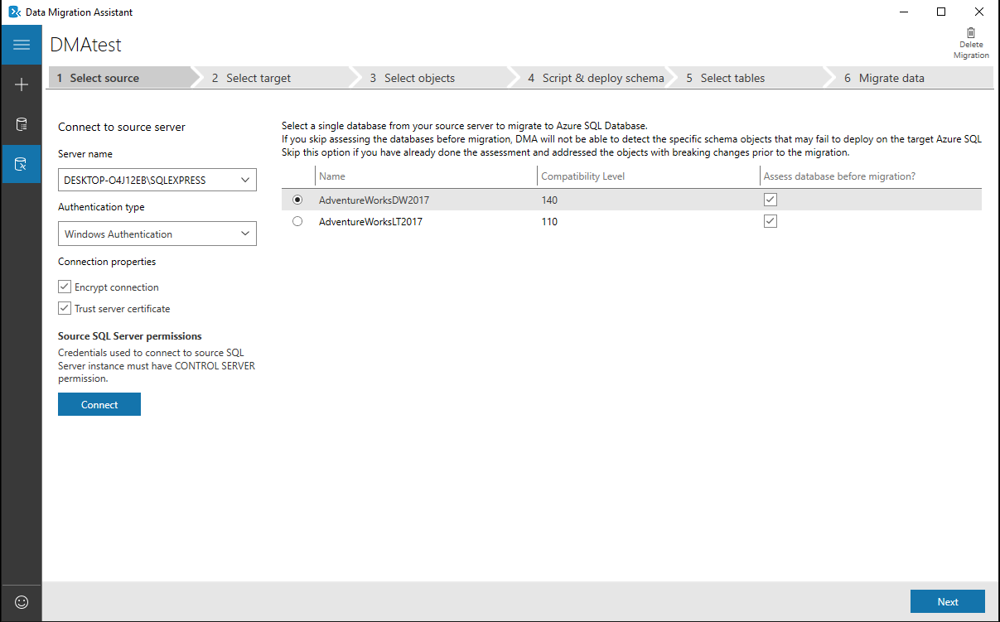 Data Migration Assistant
DMAtest
Delete
Migration
1 Select source
2 Select target
3 Select objects
4 Script & deploy schema
5 Select tables
6 Migrate data
Connect to source server
Server name
DESKTOP-O4J12EB\SQLEXPRESS
Authentication type
Windows Authentication
Connection properties
Encrypt connection
Trust server certificate
Source SQL Server permissions
Credentials used to connect to source SQL
Server instance must have CONTROL SERVER
permission.
Connect
Select a single database from your source server to migrate to Azure SQL Database.
If you skip assessing the databases before migration, DMA will not be able to detect the specific schema objects that may fail to deploy on the target Azure SQL
Skip this option if you have already done the assessment and addressed the objects with breaking changes prior to the migration.
Name Compatibility Level Assess database before migration?
AdventureWorksDW2017 140
AdventureWorksLT2017 110
Next